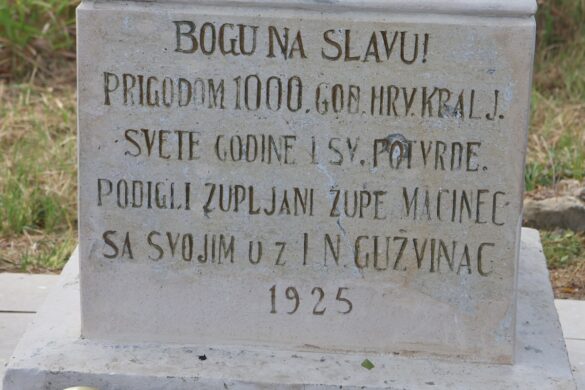 BOGU NA SLAVU!
PRIGODOM 1000. GOD. HRV. KRALJ.
SVETE GODINE I SV. POTVRDE.
PODIGLI ŽUPLJANI ŽUPE MACINEC
SA SVOJIM U Z I N. GUŽVINAC
1925